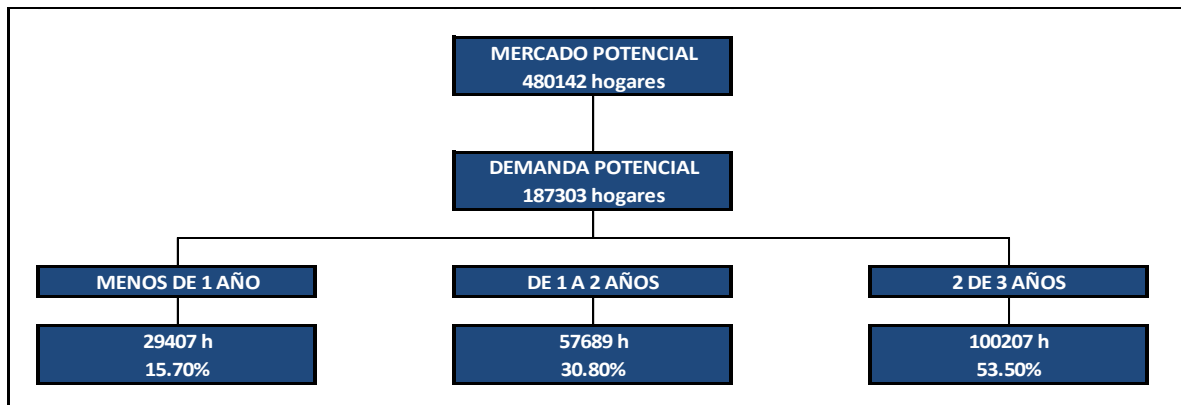 MERCADO POTENCIAL
480142 hogares
DEMANDA POTENCIAL
187303 hogares
MENOS DE 1 AÑO
DE 1 A 2 AÑOS
2 DE 3 AÑOS
29407 h
15.70%
57689 h
30.80%
100207 h
53.50%